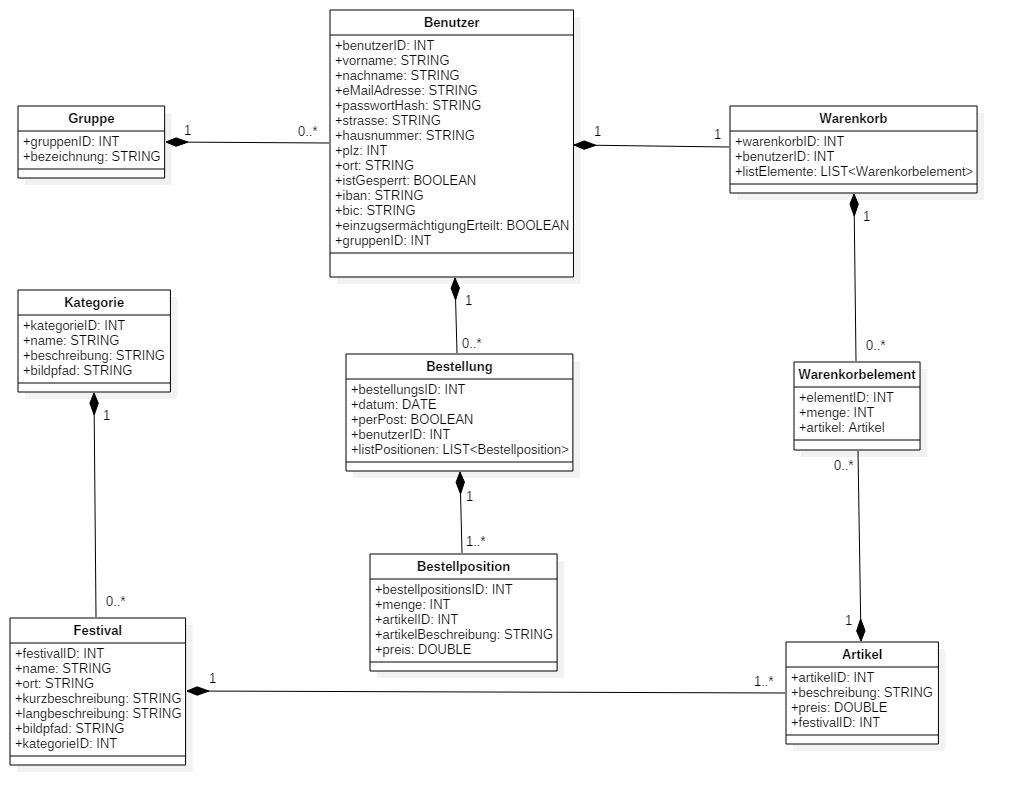 Benutzer
+benutzerID: INT
+vorname: STRING
+nachname: STRING
+eMailAdresse: STRING
+passwortHash: STRING
+strasse: STRING
+hausnummer: STRING
+plz: INT
+ort: STRING
+istGesperrt: BOOLEAN
+iban: STRING
+bic: STRING
+einzugsermächtigungErteilt: BOOLEAN
+gruppenID: INT
Gruppe
+gruppenID: INT
+bezeichnung: STRING
1
0..*
1
1
Warenkorb
+warenkorbID: INT
+benutzerID: INT
+listElemente: LIST<Warenkorbelement>
1
0..*
1
0..*
Kategorie
+kategorieID: INT
+name: STRING
+beschreibung: STRING
+bildpfad: STRING
1
0..*
Bestellung
+bestellungsID: INT
+datum: DATE
+perPost: BOOLEAN
+benutzerID: INT
+listPositionen: LIST<Bestellposition>
1
1..*
Warenkorbelement
+elementID: INT
+menge: INT
+artikel: Artikel
0..*
1
Bestellposition
+bestellpositionsID: INT
+menge: INT
+artikelID: INT
+artikelBeschreibung: STRING
+preis: DOUBLE
Festival
+festivalID: INT
+name: STRING
+ort: STRING
+kurzbeschreibung: STRING
+langbeschreibung: STRING
+bildpfad: STRING
+kategorieID: INT
1
1..*
Artikel
+artikelID: INT
+beschreibung: STRING
+preis: DOUBLE
+festivalID: INT